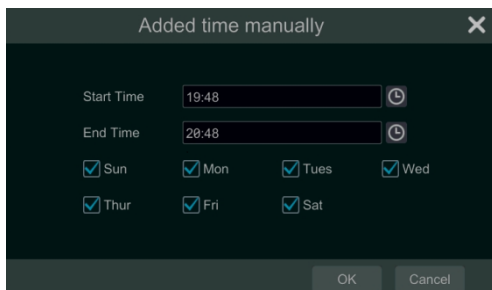 Added time manually
Start Time 19:48
End Time 20:48
Sun Mon Tues Wed
Thur Fri Sat
OK Cancel